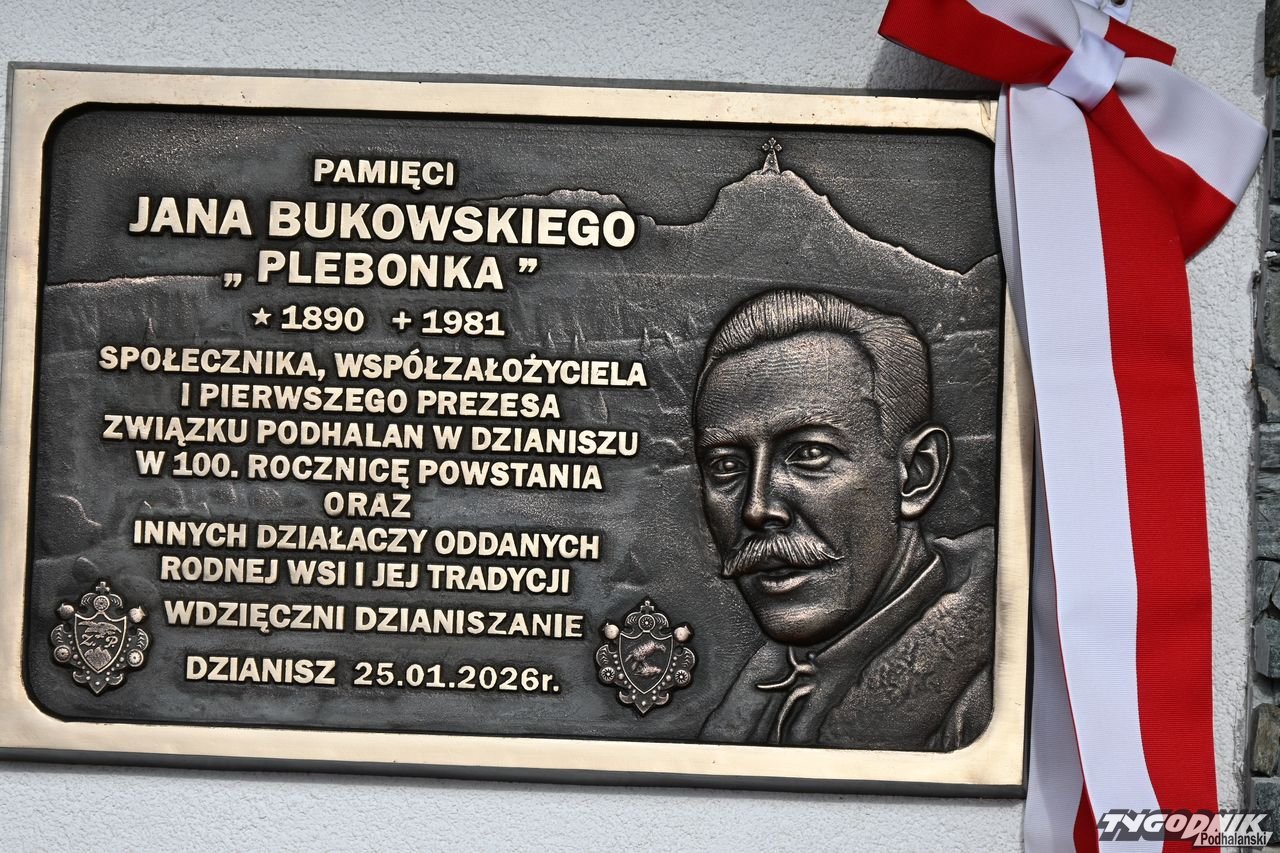 PAMIĘCI
JANA BUKOWSKIEGO
„ PLEBONKA ”
★ 1890 + 1981
SPOŁECZNIKA, WSPÓŁZAŁOŻYCIELA
I PIERWSZEGO PREZESA
ZWIĄZKU PODHALAN W DZIANISZU
W 100. ROCZNICĘ POWSTANIA
ORAZ
INNYCH DZIAŁACZY ODDANYCH
RODNEJ WSI I JEJ TRADYCJI
WDZIĘCZNI DZIANISZANIE
DZIANISZ 25.01.2026r.
ZP
TYGODNIK
Podhalański